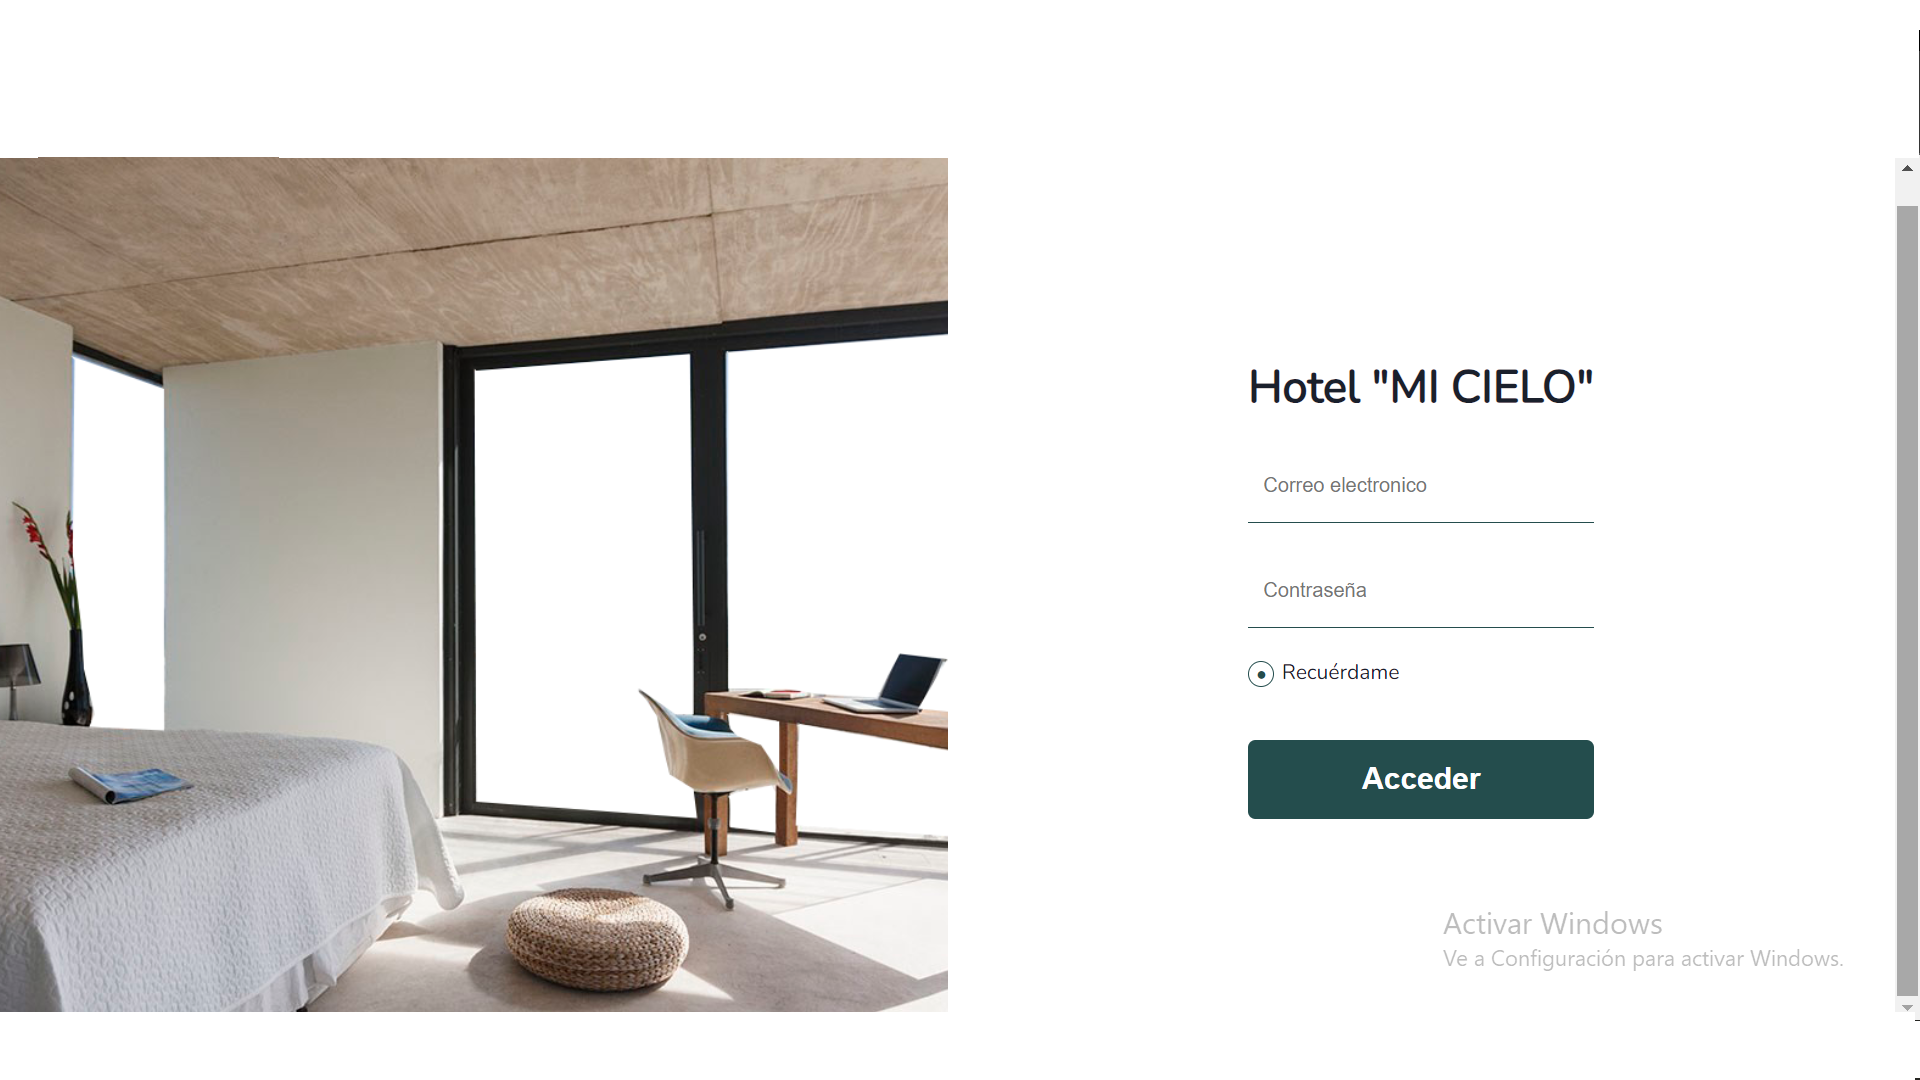 Hotel "MI CIELO"
Correo electronico
Contraseña
Recuérdame
Acceder
Activar Windows
Ve a Configuración para activar Windows.